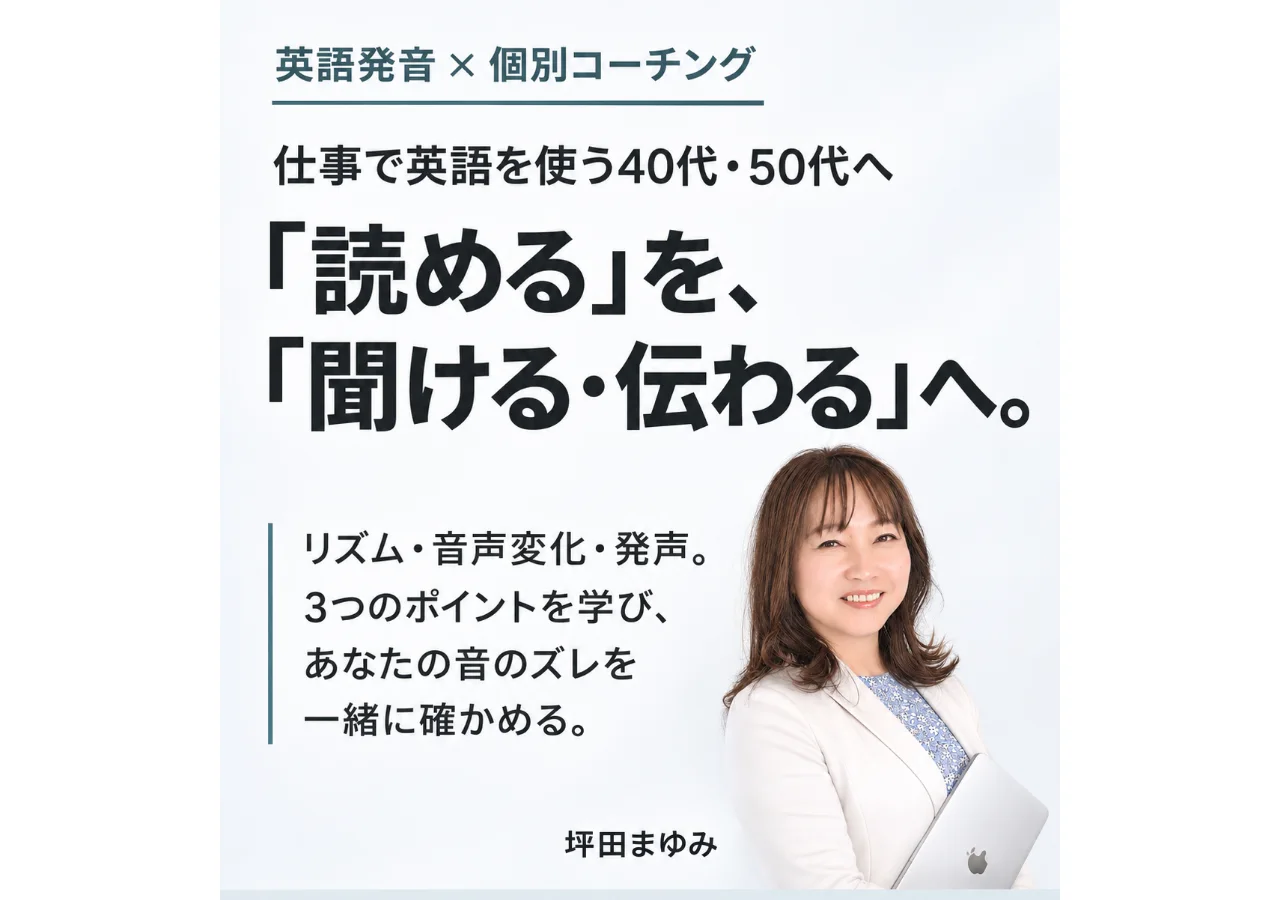 英語発音 × 個別コーチング
仕事で英語を使う40代・50代へ
「読める」を、
「聞ける・伝わる」へ。
リズム・音声変化・発声。
3つのポイントを学び、
あなたの音のズレを
一緒に確かめる。
坪田まゆみ